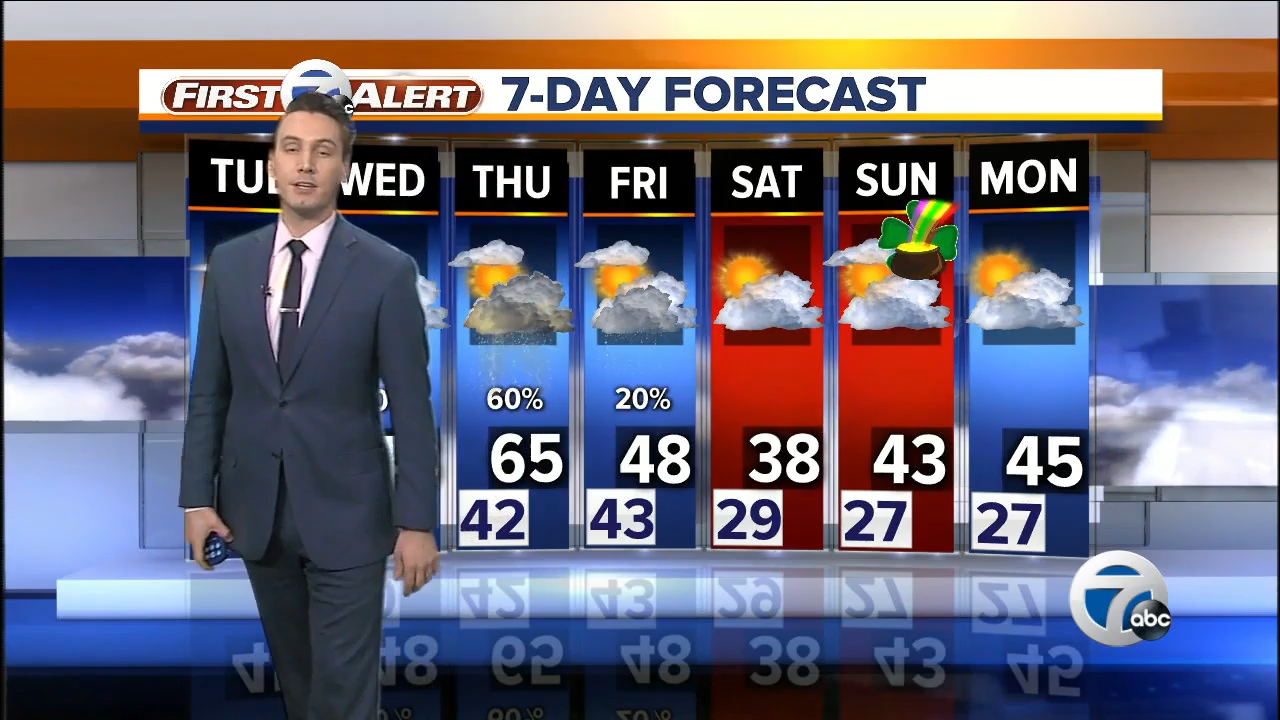 FIRST 7 ALERT 7-DAY FORECAST
WED THU FRI SAT SUN MON
60% 20%
65 48 38 43 45
42 43 29 27 27
7 abc